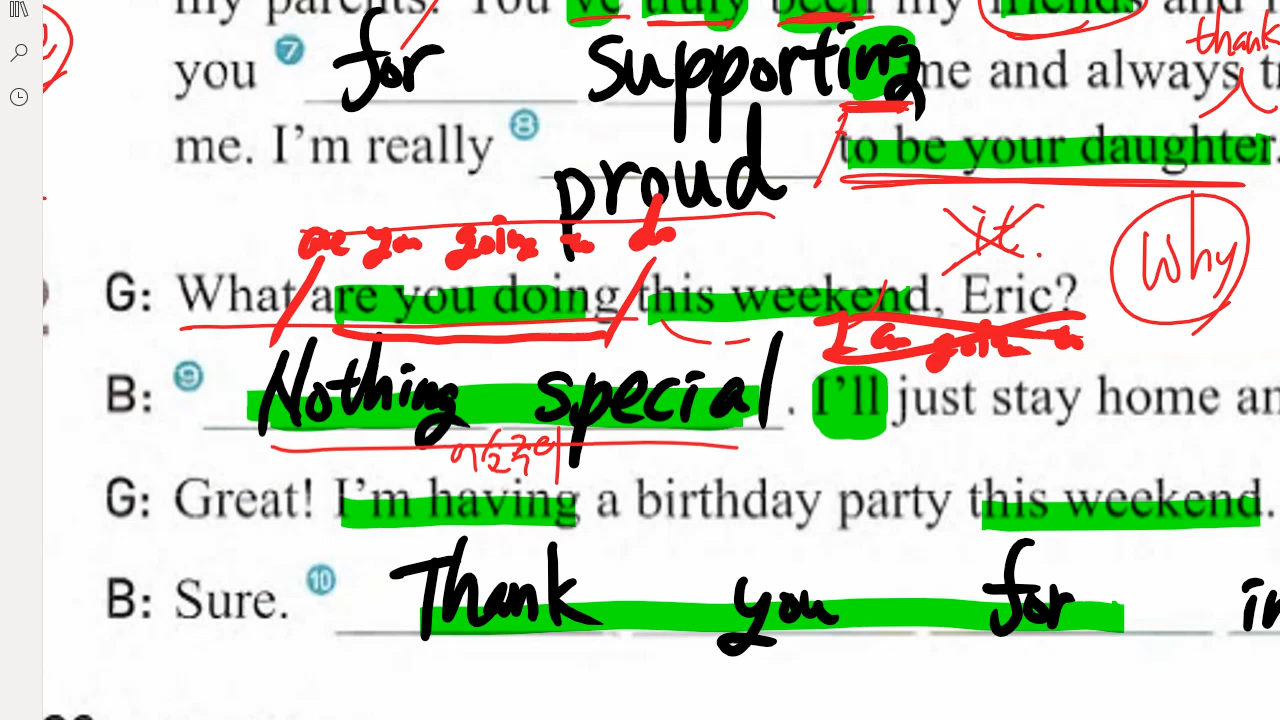 my parents. You 've truly been my friends and
thank
you ⑦ for supporting me and always
me. I'm really ⑧ proud to be your daughter.
are you going to do
it.
Why
G: What are you doing this weekend, Eric?
I am going to
B: ⑨ Nothing special. I'll just stay home
G: Great! I'm having a birthday party this weekend.
B: Sure. ⑩ Thank you for